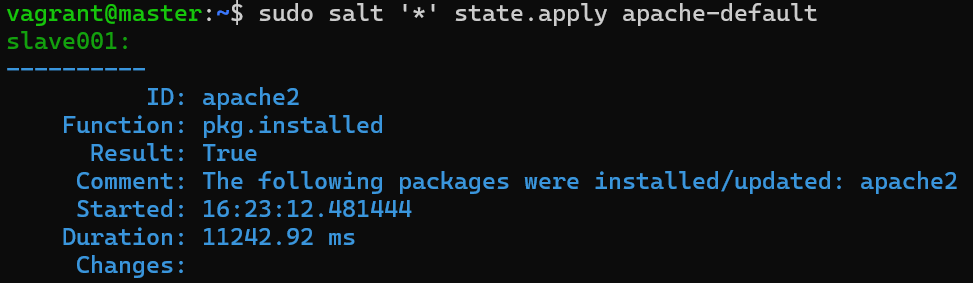 vagrant@master:~$ sudo salt '*' state.apply apache-default
slave001:
----------
          ID: apache2
    Function: pkg.installed
      Result: True
     Comment: The following packages were installed/updated: apache2
     Started: 16:23:12.481444
    Duration: 11242.92 ms
     Changes: